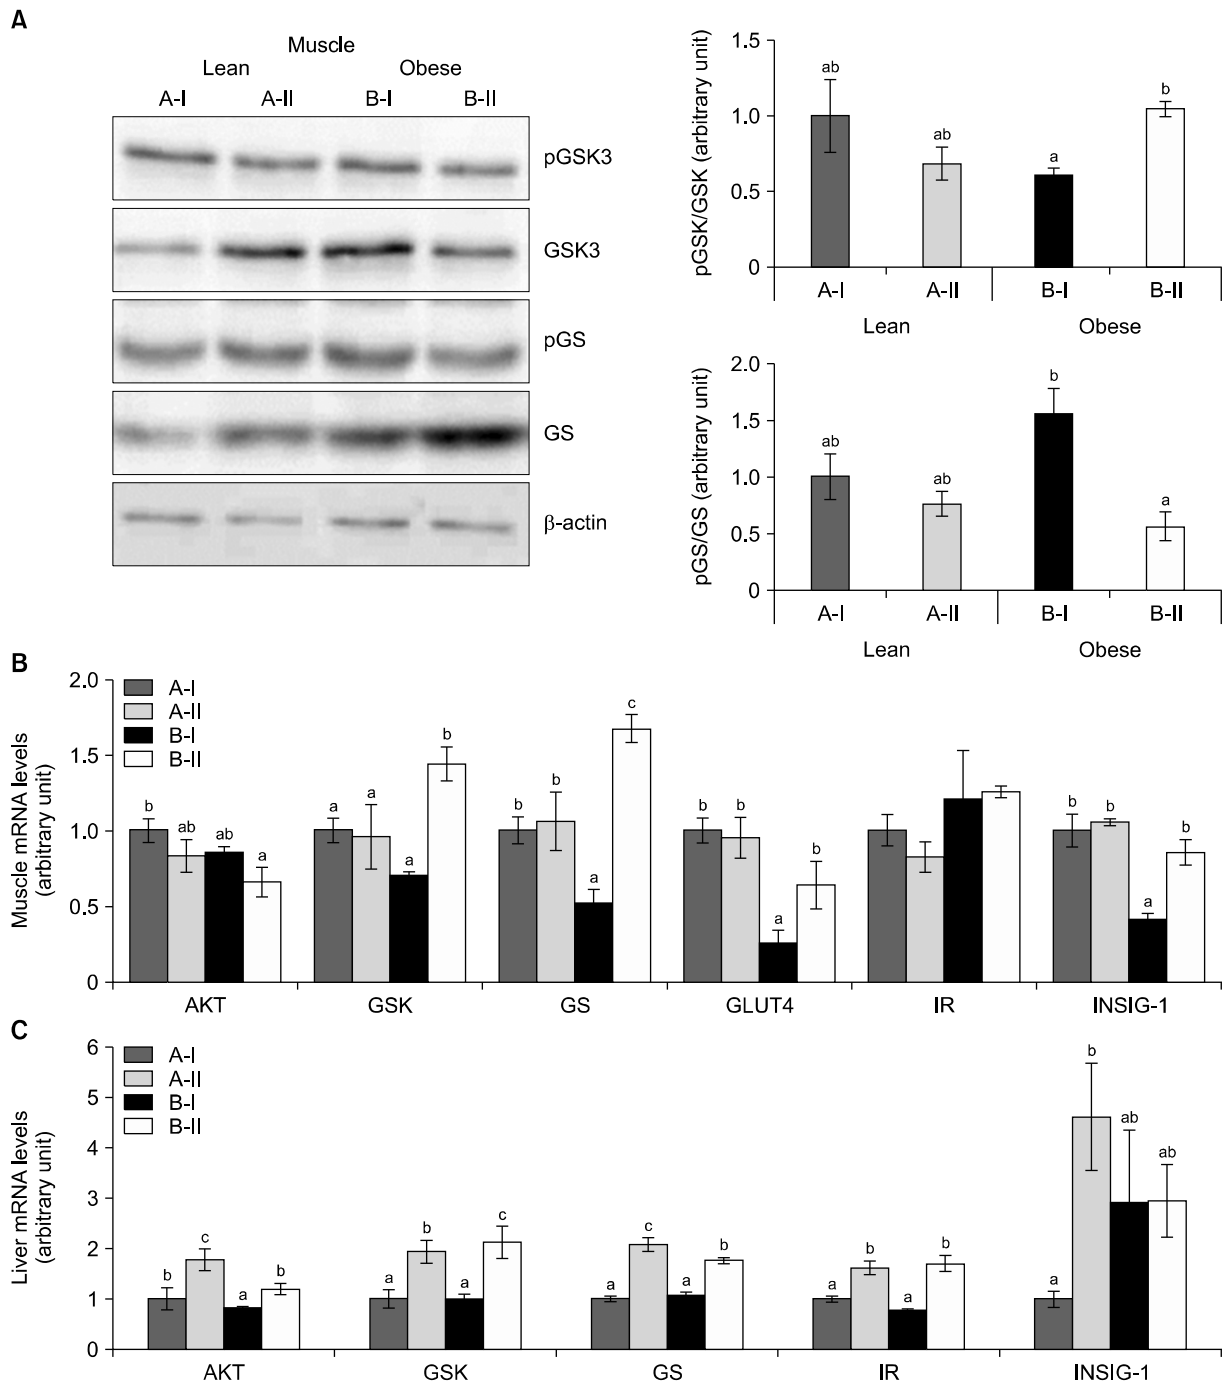 A
Muscle
Lean Obese
A-I A-II B-I B-II
pGSK3
GSK3
pGS
GS
β-actin
pGSK/GSK (arbitrary unit)
1.5
1.0
0.5
0
ab ab a b
A-I A-II B-I B-II
Lean Obese
pGS/GS (arbitrary unit)
2.0
1.5
1.0
0.5
0
ab ab b a
A-I A-II B-I B-II
Lean Obese
B
Muscle mRNA levels
(arbitrary unit)
2.0
1.5
1.0
0.5
0
A-I
A-II
B-I
B-II
b ab ab a
a a a b
b b a c
b b a b
b b a b
AKT GSK GS GLUT4 IR INSIG-1
C
Liver mRNA levels
(arbitrary unit)
6
5
4
3
2
1
0
A-I
A-II
B-I
B-II
b c a b
a b a c
a c a b
a b a b
a b ab ab
AKT GSK GS IR INSIG-1